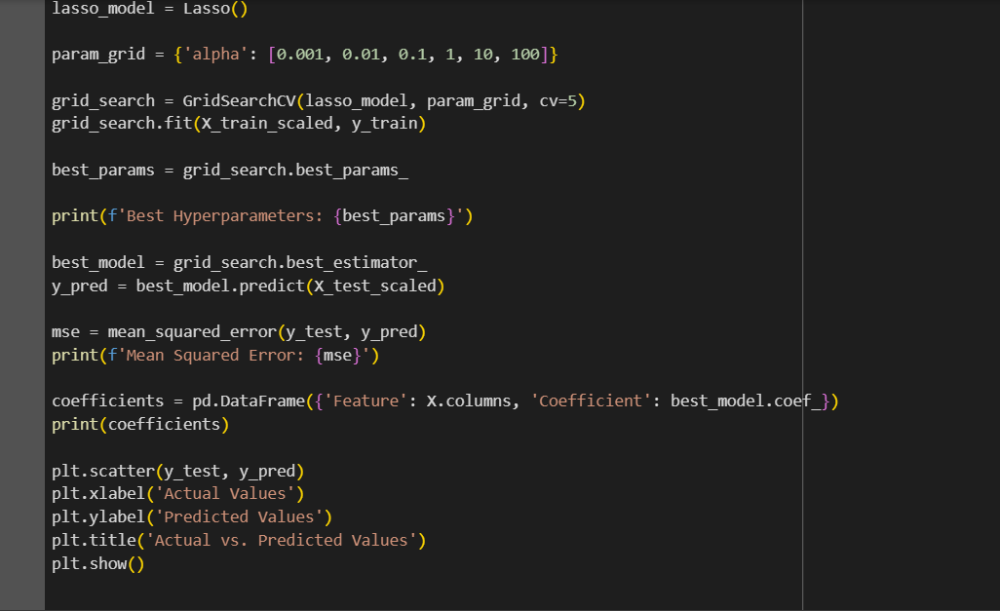 lasso_model = Lasso()
param_grid = {'alpha': [0.001, 0.01, 0.1, 1, 10, 100]}
grid_search = GridSearchCV(lasso_model, param_grid, cv=5)
grid_search.fit(X_train_scaled, y_train)
best_params = grid_search.best_params_
print(f'Best Hyperparameters: {best_params}')
best_model = grid_search.best_estimator_
y_pred = best_model.predict(X_test_scaled)
mse = mean_squared_error(y_test, y_pred)
print(f'Mean Squared Error: {mse}')
coefficients = pd.DataFrame({'Feature': X.columns, 'Coefficient': best_model.coef_})
print(coefficients)
plt.scatter(y_test, y_pred)
plt.xlabel('Actual Values')
plt.ylabel('Predicted Values')
plt.title('Actual vs. Predicted Values')
plt.show()